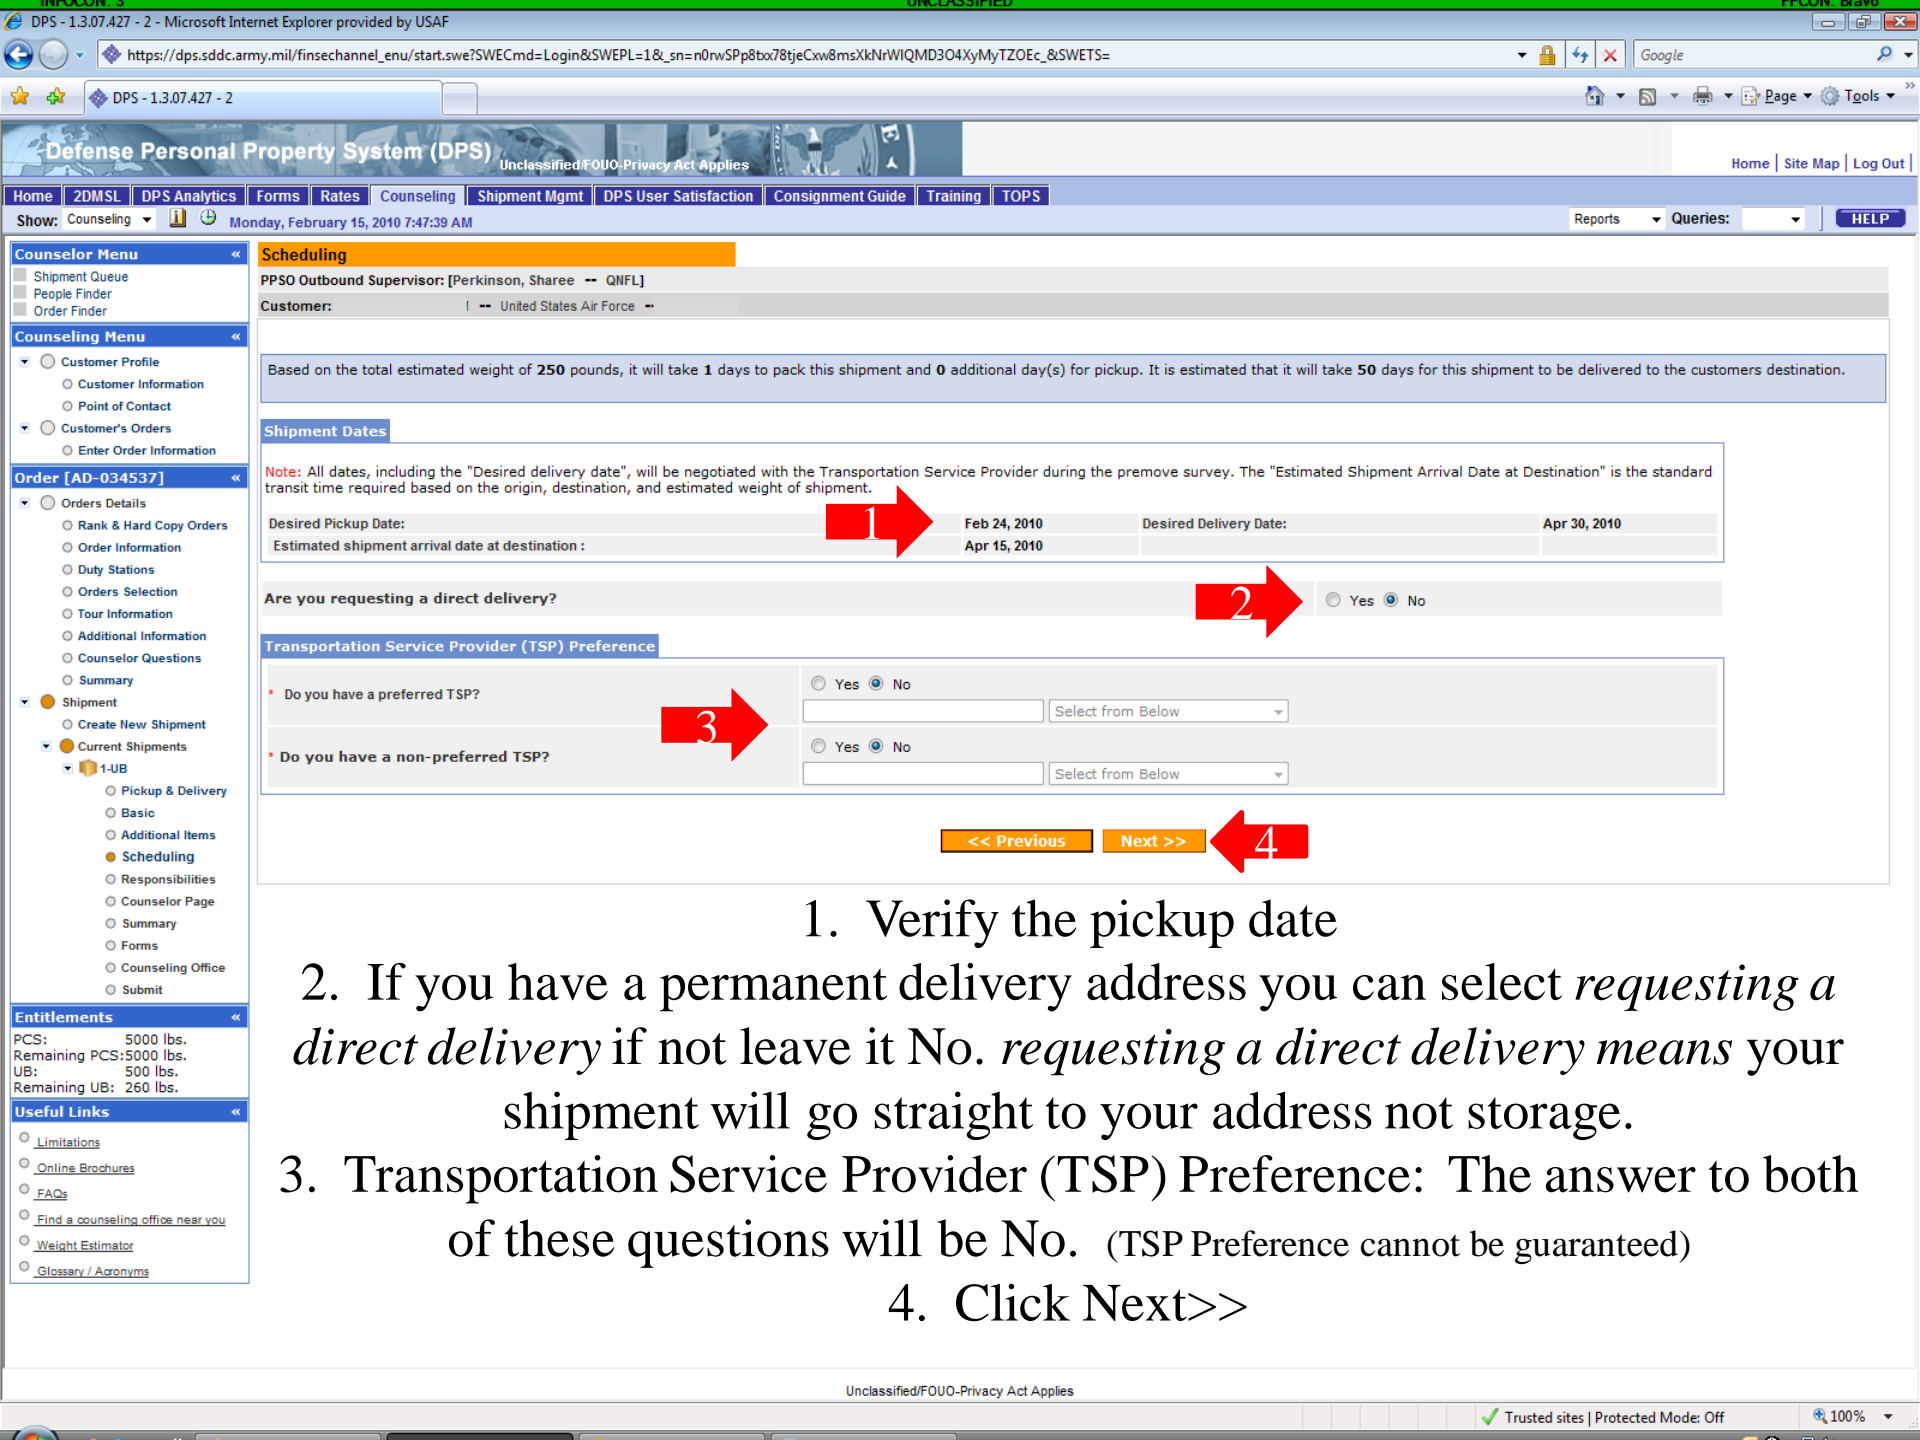 INFOCON: 3 UNCLASSIFIED FPCON: Bravo
DPS - 1.3.07.427 - 2 - Microsoft Internet Explorer provided by USAF
https://dps.sddc.army.mil/finsechannel_enu/start.swe?SWECmd=Login&SWEPL=1&_sn=n0rwSPp8txx78tjeCxw8msXkNrWIQMD3O4XyMyTZOEc_&SWETS=
Google
DPS - 1.3.07.427 - 2
Page Tools
Defense Personal Property System (DPS) Unclassified/FOUO-Privacy Act Applies
Home | Site Map | Log Out |
Home 2DMSL DPS Analytics Forms Rates Counseling Shipment Mgmt DPS User Satisfaction Consignment Guide Training TOPS
Show: Counseling Monday, February 15, 2010 7:47:39 AM
Reports Queries: HELP
Counselor Menu «
Shipment Queue
People Finder
Order Finder
Counseling Menu «
Customer Profile
Customer Information
Point of Contact
Customer's Orders
Enter Order Information
Order [AD-034537] «
Orders Details
Rank & Hard Copy Orders
Order Information
Duty Stations
Orders Selection
Tour Information
Additional Information
Counselor Questions
Summary
Shipment
Create New Shipment
Current Shipments
1-UB
Pickup & Delivery
Basic
Additional Items
Scheduling
Responsibilities
Counselor Page
Summary
Forms
Counseling Office
Submit
Entitlements «
PCS: 5000 lbs.
Remaining PCS:5000 lbs.
UB: 500 lbs.
Remaining UB: 260 lbs.
Useful Links «
Limitations
Online Brochures
FAQs
Find a counseling office near you
Weight Estimator
Glossary / Acronyms
Scheduling
PPSO Outbound Supervisor: [Perkinson, Sharee -- QNFL]
Customer: -- United States Air Force --
Based on the total estimated weight of 250 pounds, it will take 1 days to pack this shipment and 0 additional day(s) for pickup. It is estimated that it will take 50 days for this shipment to be delivered to the customers destination.
Shipment Dates
Note: All dates, including the "Desired delivery date", will be negotiated with the Transportation Service Provider during the premove survey. The "Estimated Shipment Arrival Date at Destination" is the standard
transit time required based on the origin, destination, and estimated weight of shipment.
Desired Pickup Date: 1 Feb 24, 2010 Desired Delivery Date: Apr 30, 2010
Estimated shipment arrival date at destination : Apr 15, 2010
Are you requesting a direct delivery? 2 Yes No
Transportation Service Provider (TSP) Preference
* Do you have a preferred TSP? Yes No
Select from Below
3
* Do you have a non-preferred TSP? Yes No
Select from Below
<< Previous Next >> 4
1. Verify the pickup date
2. If you have a permanent delivery address you can select requesting a
direct delivery if not leave it No. requesting a direct delivery means your
shipment will go straight to your address not storage.
3. Transportation Service Provider (TSP) Preference: The answer to both
of these questions will be No. (TSP Preference cannot be guaranteed)
4. Click Next>>
Unclassified/FOUO-Privacy Act Applies
Trusted sites | Protected Mode: Off 100%